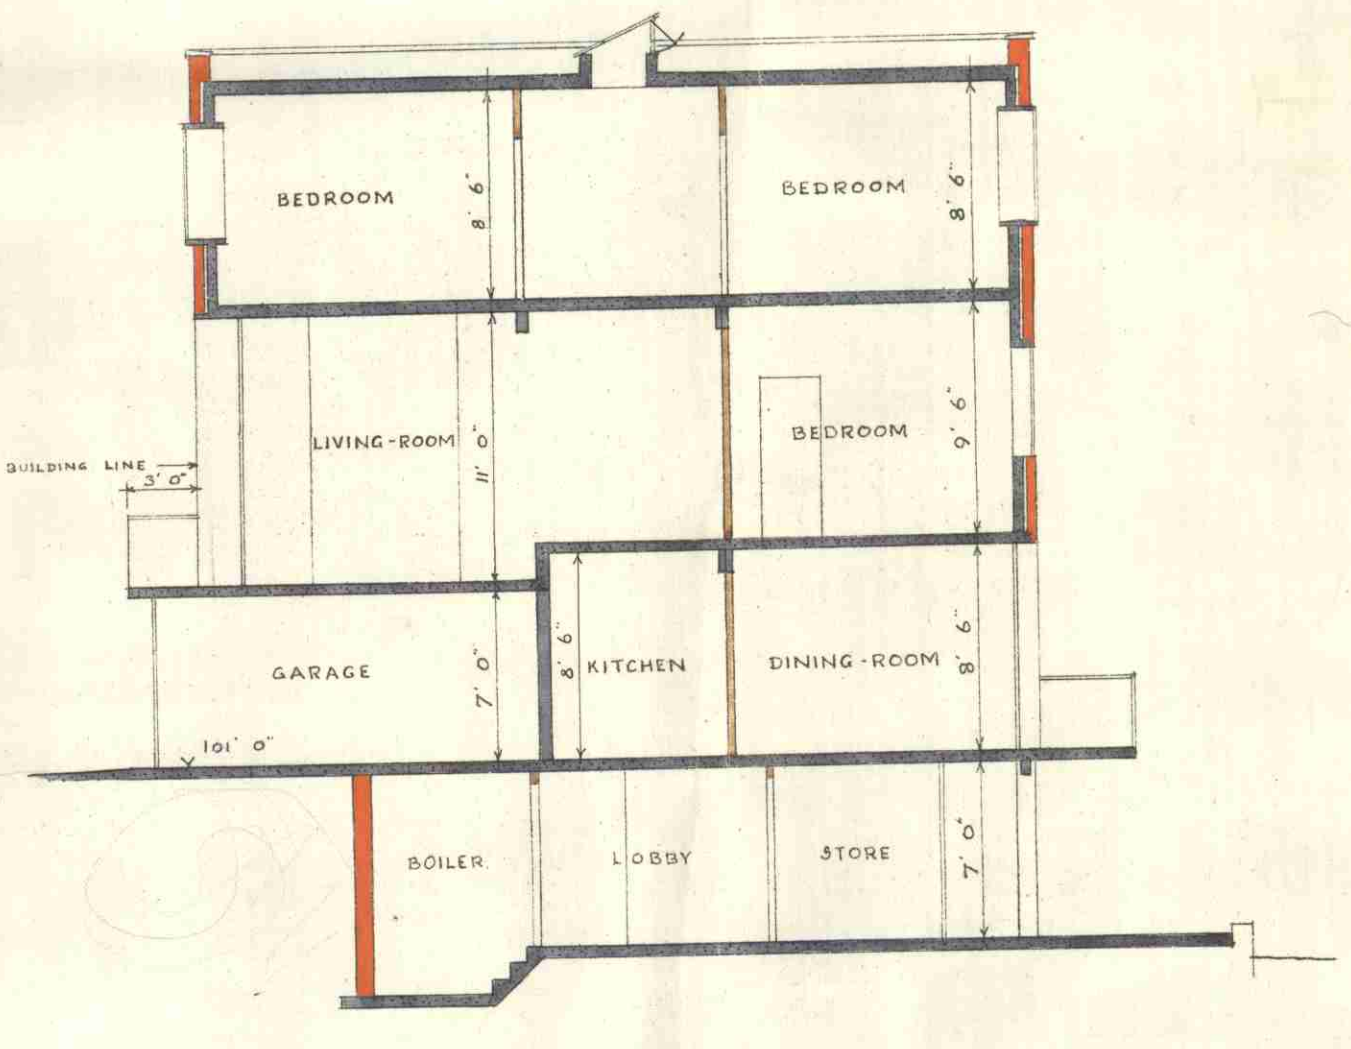 BEDROOM
8' 6"
BEDROOM
8' 6"
BUILDING LINE
3' 0"
LIVING-ROOM
11' 0"
BEDROOM
9' 6"
GARAGE
7' 0"
8' 6"
KITCHEN
DINING-ROOM
8' 6"
101' 0"
BOILER.
LOBBY
STORE
7' 0"